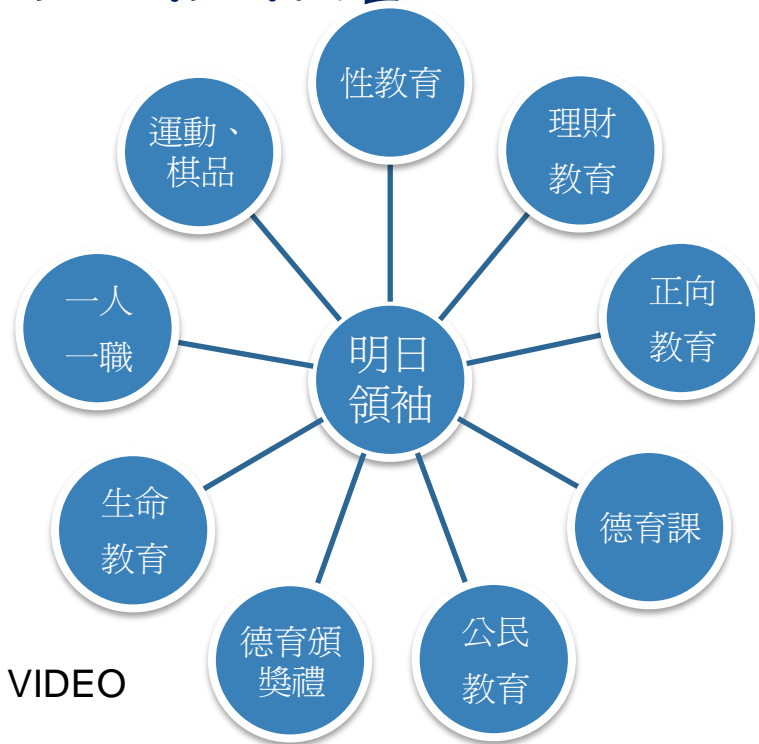 性教育
理財
教育
正向
教育
德育課
公民
教育
德育頒
獎禮
生命
教育
一人
一職
運動、
棋品
明日
領袖
VIDEO